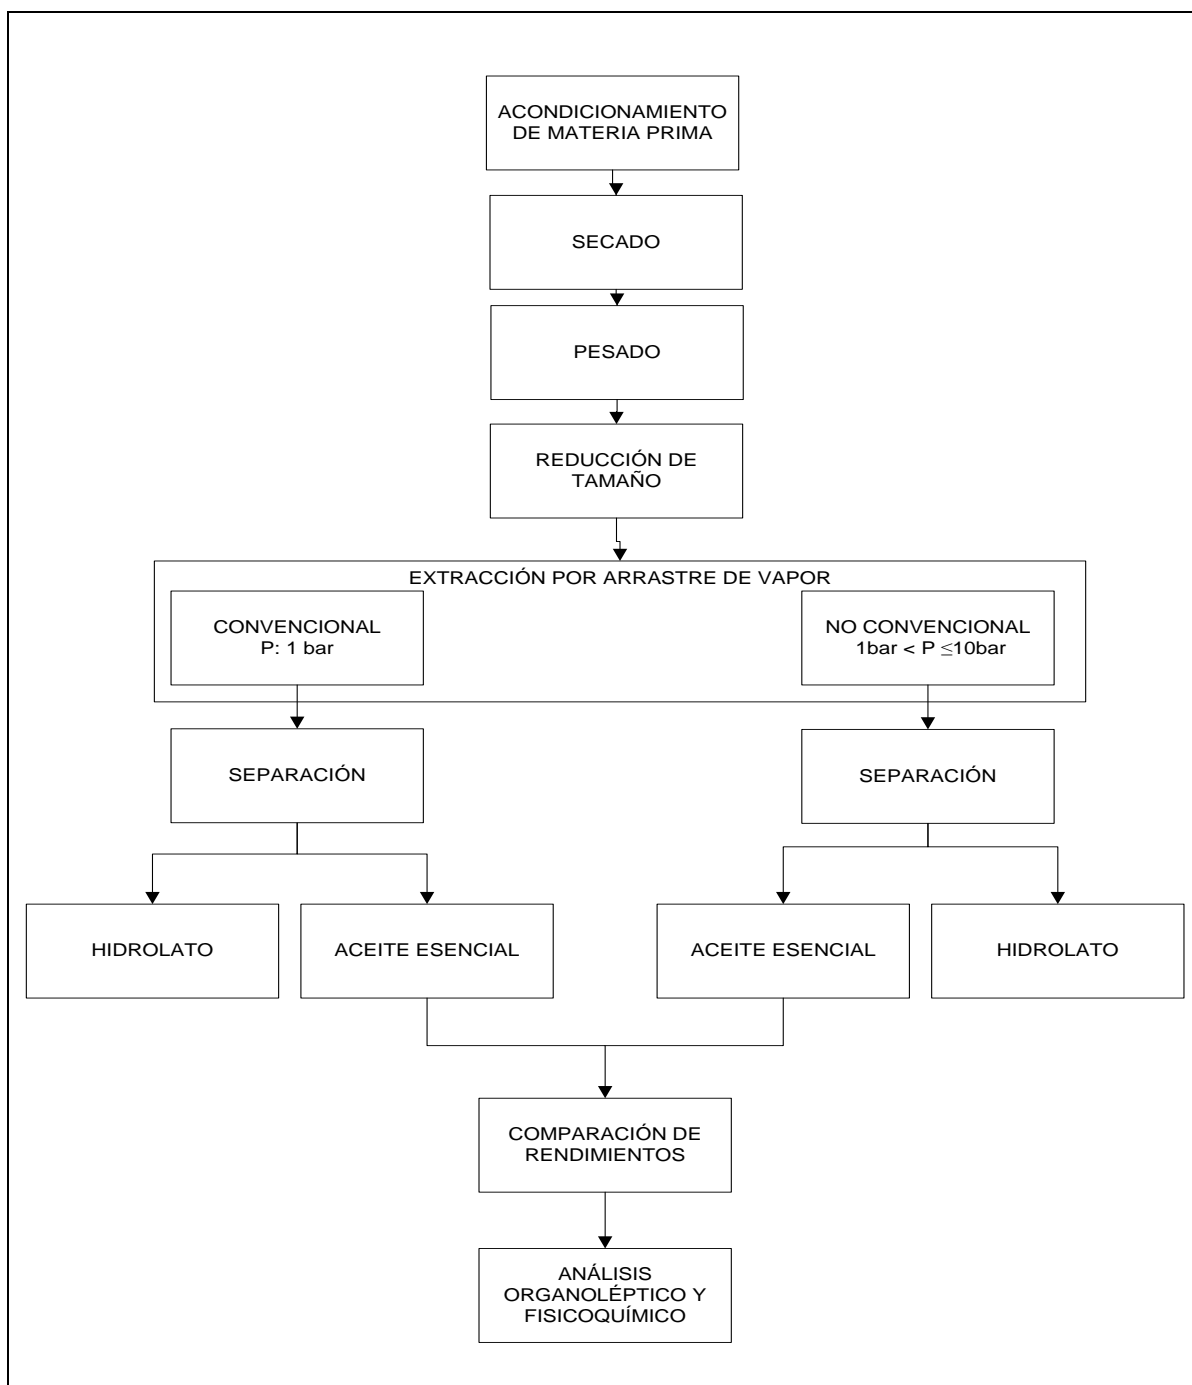 ACONDICIONAMIENTO
DE MATERIA PRIMA
SECADO
PESADO
REDUCCIÓN DE
TAMAÑO
EXTRACCIÓN POR ARRASTRE DE VAPOR
CONVENCIONAL
P: 1 bar
NO CONVENCIONAL
1bar < P ≤10bar
SEPARACIÓN
SEPARACIÓN
HIDROLATO
ACEITE ESENCIAL
ACEITE ESENCIAL
HIDROLATO
COMPARACIÓN DE
RENDIMIENTOS
ANÁLISIS
ORGANOLÉPTICO Y
FISICOQUÍMICO